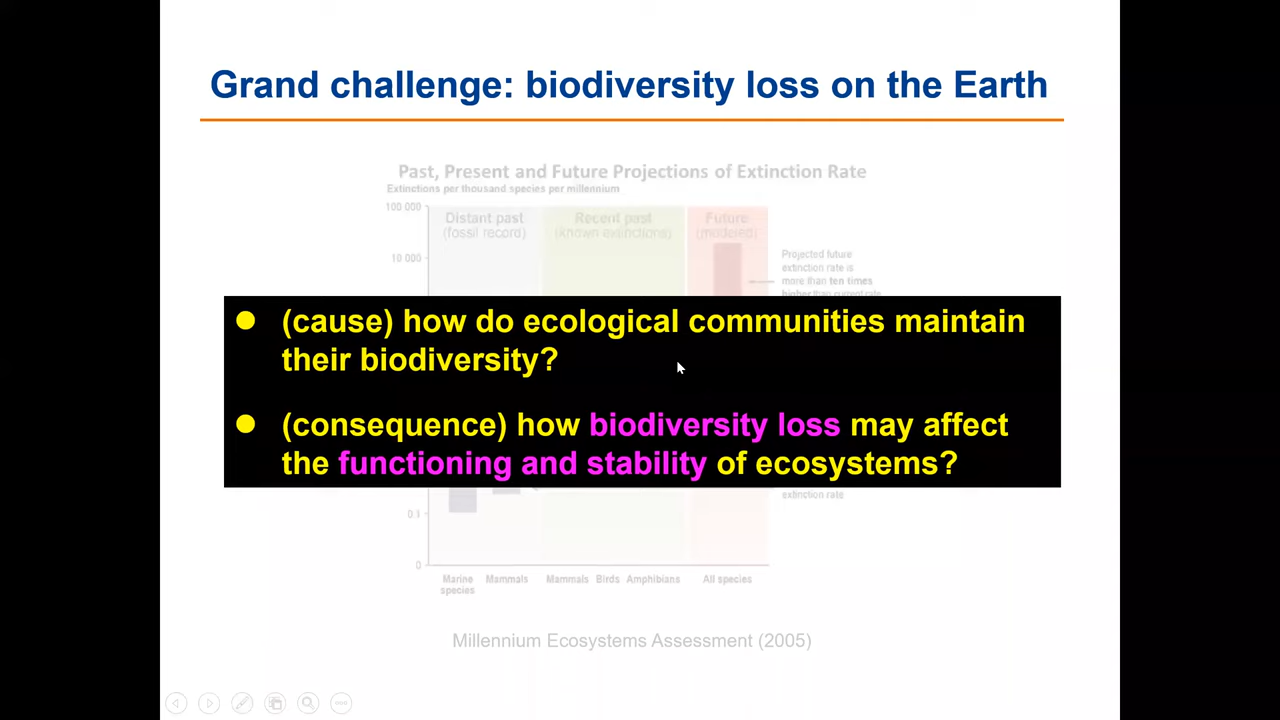 Grand challenge: biodiversity loss on the Earth
Past, Present and Future Projections of Extinction Rate
Extinctions per thousand species per millennium
100 000
Distant past
(fossil record)
Recent past
(known extinctions)
Future
(modeled)
10 000
Projected future
extinction rate is
more than ten times
higher than current rate
● (cause) how do ecological communities maintain
their biodiversity?
● (consequence) how biodiversity loss may affect
the functioning and stability of ecosystems?
extinction rate
0.1
0
Marine
species
Mammals
Mammals
Birds
Amphibians
All species
Millennium Ecosystems Assessment (2005)